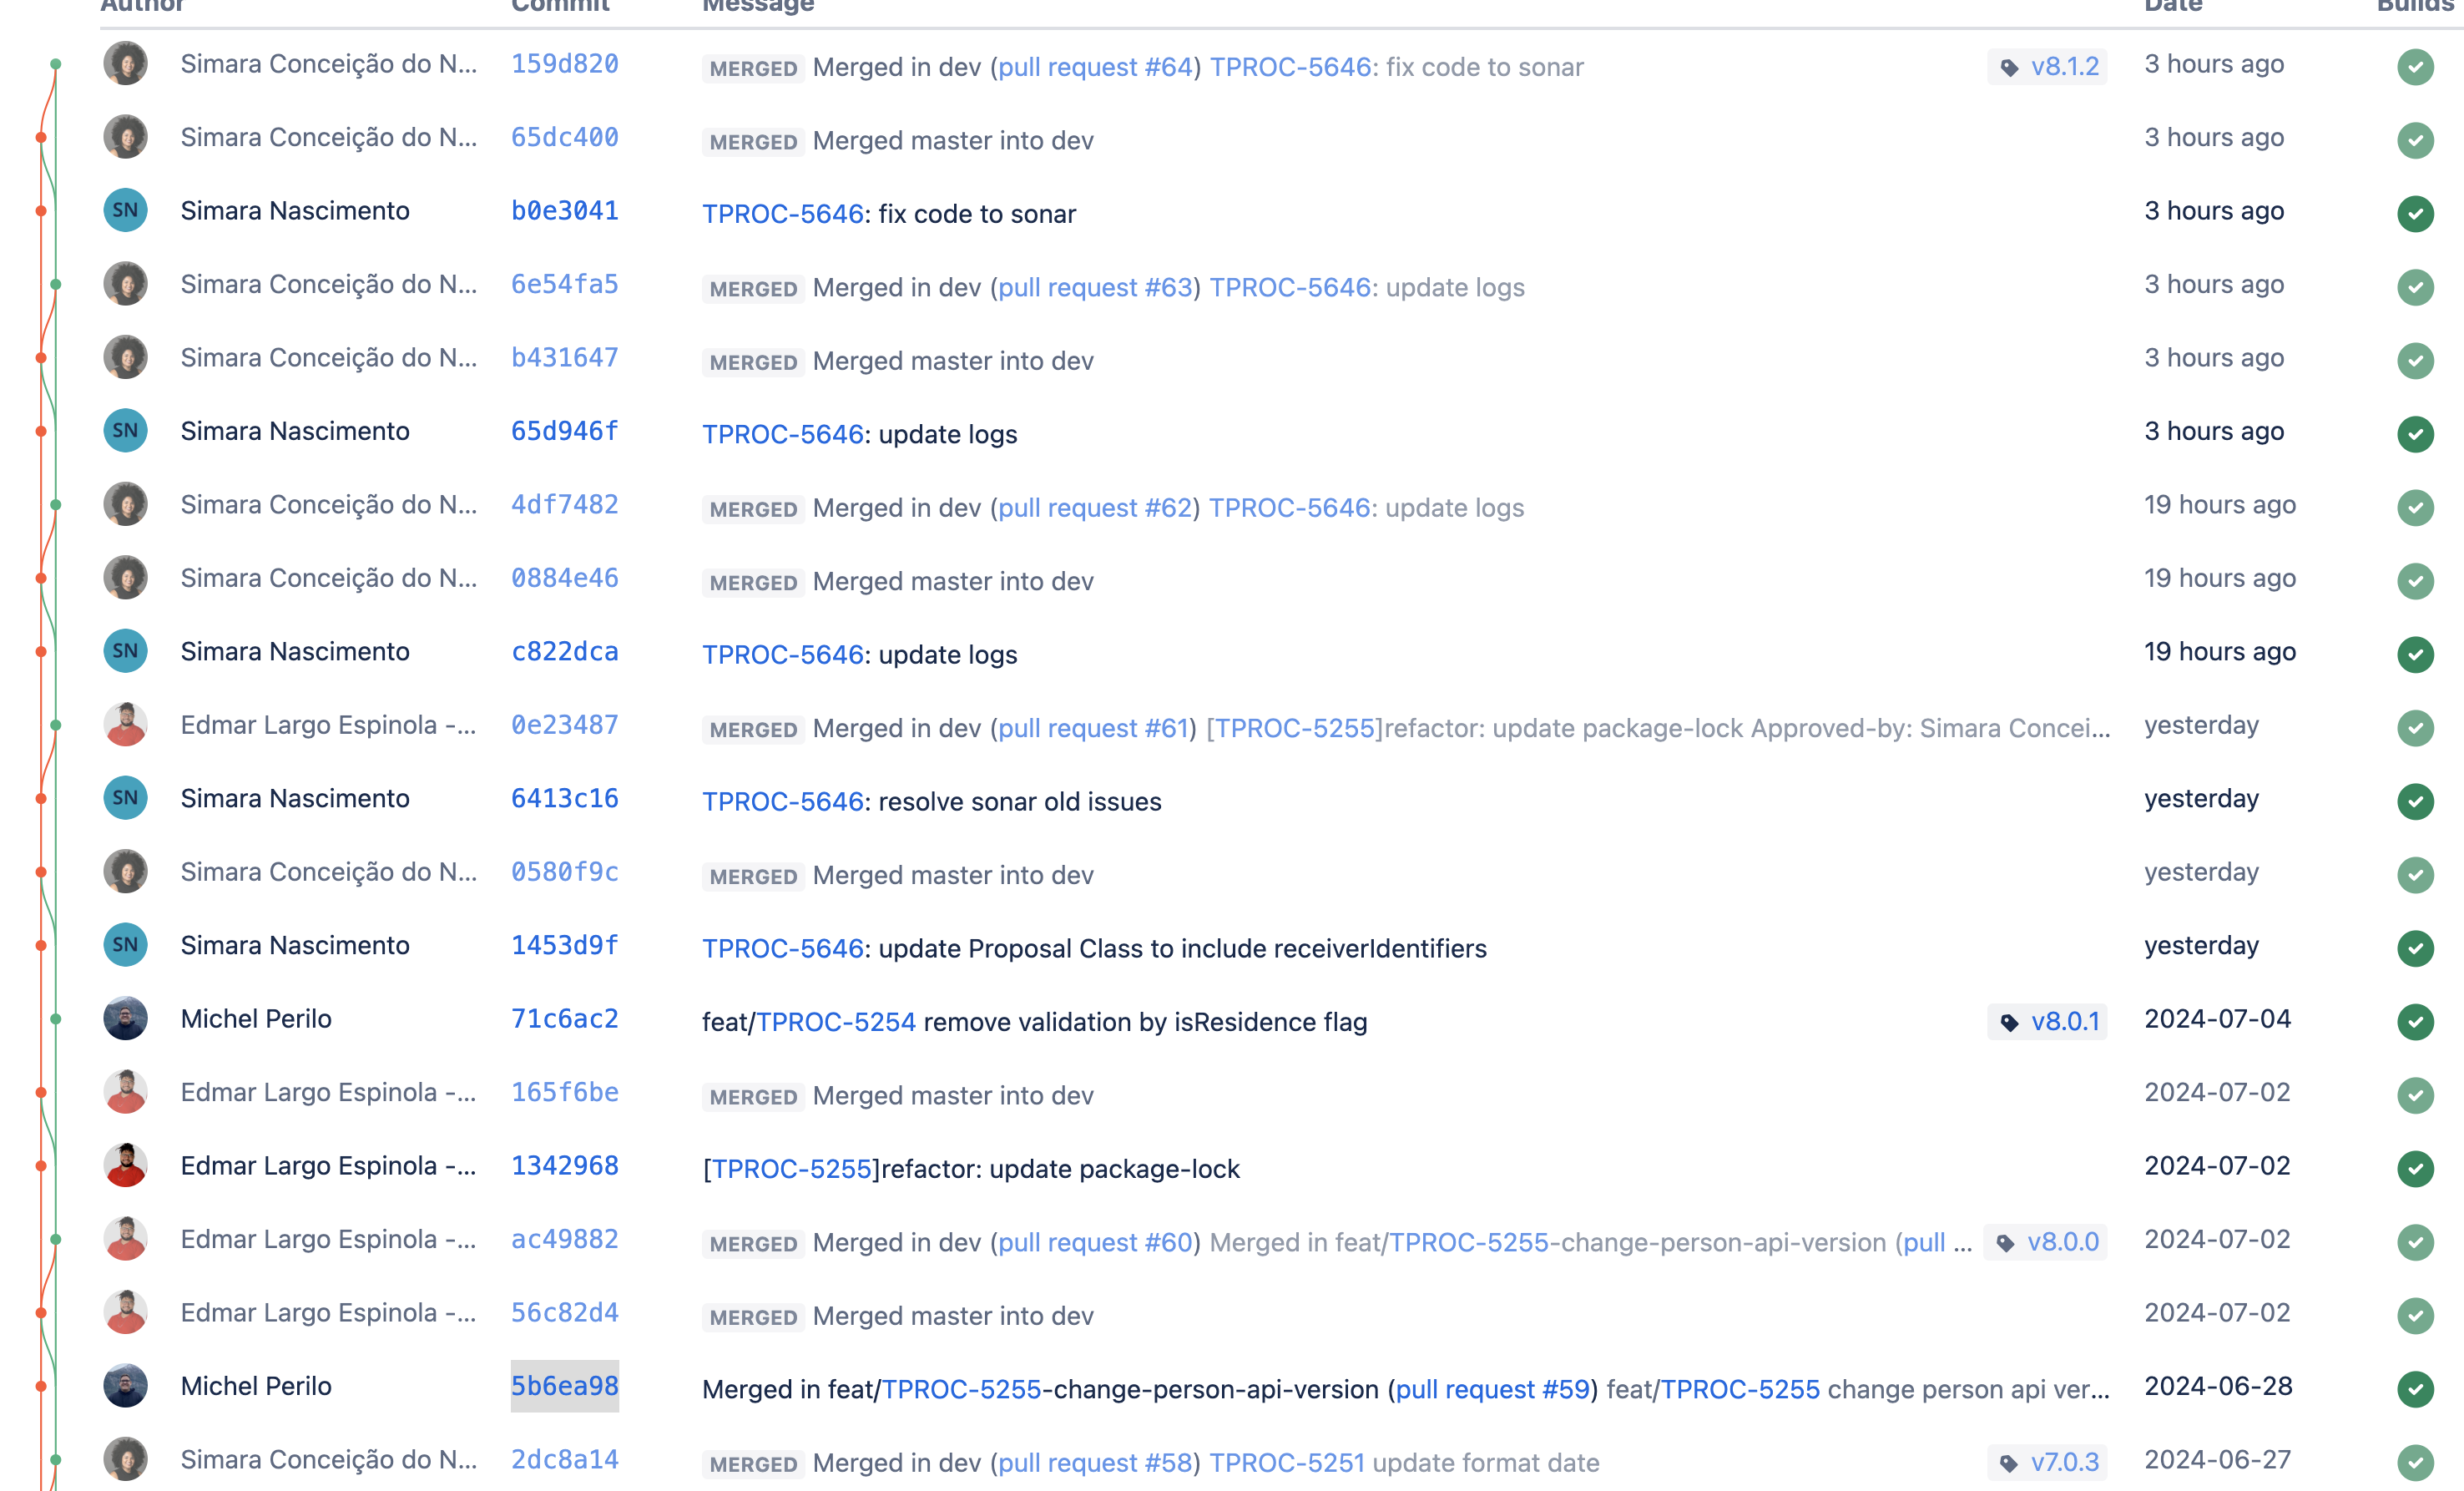 Author Commit Message Date Builds
Simara Conceição do N... 159d820 MERGED Merged in dev (pull request #64) TPROC-5646: fix code to sonar v8.1.2 3 hours ago
Simara Conceição do N... 65dc400 MERGED Merged master into dev 3 hours ago
SN Simara Nascimento b0e3041 TPROC-5646: fix code to sonar 3 hours ago
Simara Conceição do N... 6e54fa5 MERGED Merged in dev (pull request #63) TPROC-5646: update logs 3 hours ago
Simara Conceição do N... b431647 MERGED Merged master into dev 3 hours ago
SN Simara Nascimento 65d946f TPROC-5646: update logs 3 hours ago
Simara Conceição do N... 4df7482 MERGED Merged in dev (pull request #62) TPROC-5646: update logs 19 hours ago
Simara Conceição do N... 0884e46 MERGED Merged master into dev 19 hours ago
SN Simara Nascimento c822dca TPROC-5646: update logs 19 hours ago
Edmar Largo Espinola -... 0e23487 MERGED Merged in dev (pull request #61) [TPROC-5255]refactor: update package-lock Approved-by: Simara Concei... yesterday
SN Simara Nascimento 6413c16 TPROC-5646: resolve sonar old issues yesterday
Simara Conceição do N... 0580f9c MERGED Merged master into dev yesterday
SN Simara Nascimento 1453d9f TPROC-5646: update Proposal Class to include receiverIdentifiers yesterday
Michel Perilo 71c6ac2 feat/TPROC-5254 remove validation by isResidence flag v8.0.1 2024-07-04
Edmar Largo Espinola -... 165f6be MERGED Merged master into dev 2024-07-02
Edmar Largo Espinola -... 1342968 [TPROC-5255]refactor: update package-lock 2024-07-02
Edmar Largo Espinola -... ac49882 MERGED Merged in dev (pull request #60) Merged in feat/TPROC-5255-change-person-api-version (pull ... v8.0.0 2024-07-02
Edmar Largo Espinola -... 56c82d4 MERGED Merged master into dev 2024-07-02
Michel Perilo 5b6ea98 Merged in feat/TPROC-5255-change-person-api-version (pull request #59) feat/TPROC-5255 change person api ver... 2024-06-28
Simara Conceição do N... 2dc8a14 MERGED Merged in dev (pull request #58) TPROC-5251 update format date v7.0.3 2024-06-27